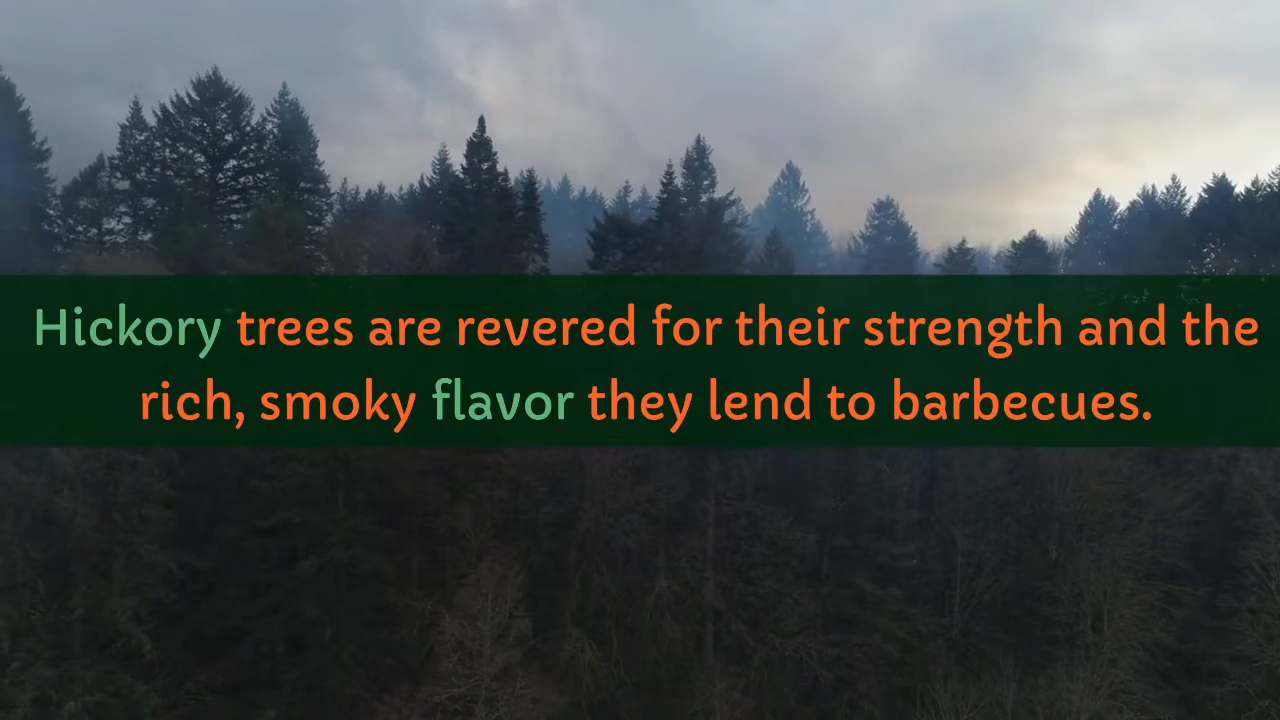 Hickory trees are revered for their strength and the
rich, smoky flavor they lend to barbecues.